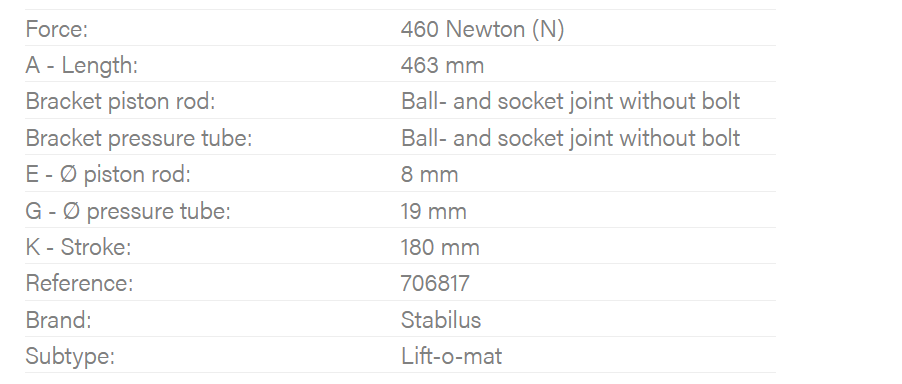 Force: 460 Newton (N)
A - Length: 463 mm
Bracket piston rod: Ball- and socket joint without bolt
Bracket pressure tube: Ball- and socket joint without bolt
E - Ø piston rod: 8 mm
G - Ø pressure tube: 19 mm
K - Stroke: 180 mm
Reference: 706817
Brand: Stabilus
Subtype: Lift-o-mat